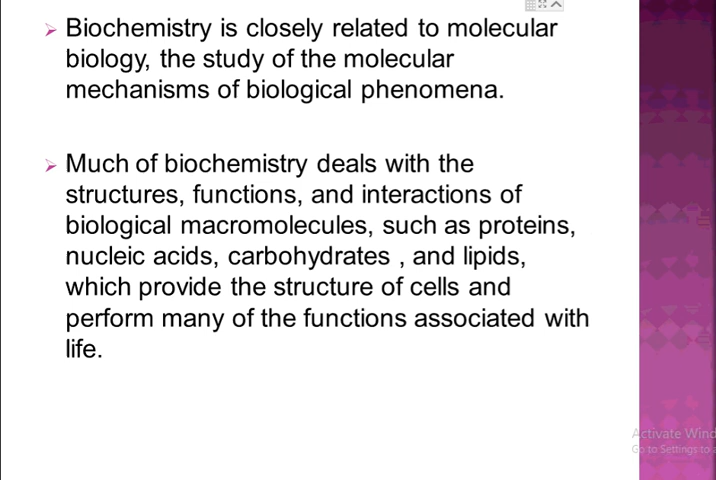 Biochemistry is closely related to molecular
biology, the study of the molecular
mechanisms of biological phenomena.
Much of biochemistry deals with the
structures, functions, and interactions of
biological macromolecules, such as proteins,
nucleic acids, carbohydrates , and lipids,
which provide the structure of cells and
perform many of the functions associated with
life.
Activate Wind
Go to Settings to a